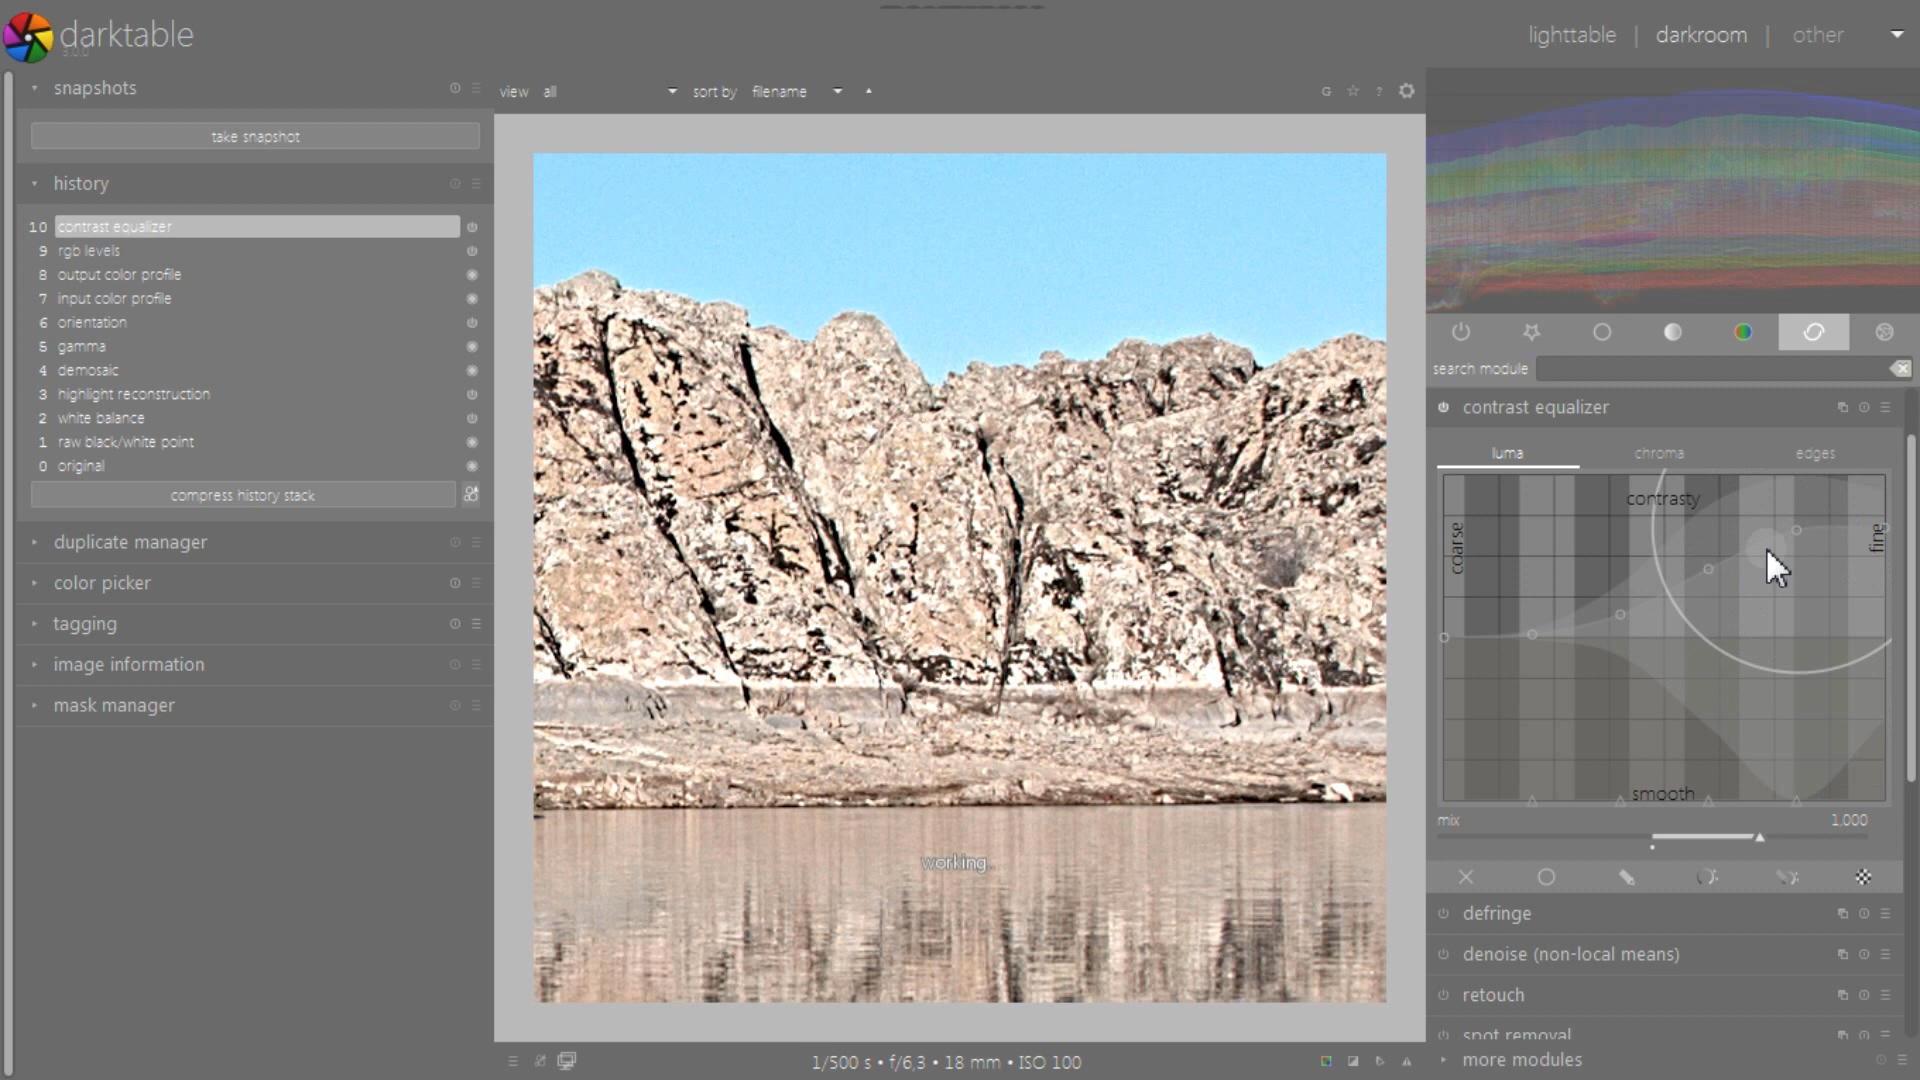 darktable
3.0.0
lighttable | darkroom | other
snapshots
view all
sort by filename
G ☆ ?
take snapshot
history
10 contrast equalizer
9 rgb levels
8 output color profile
7 input color profile
6 orientation
5 gamma
4 demosaic
3 highlight reconstruction
2 white balance
1 raw black/white point
0 original
compress history stack
duplicate manager
color picker
tagging
image information
mask manager
working..
1/500 s • f/6,3 • 18 mm • ISO 100
search module
contrast equalizer
luma
chroma
edges
contrasty
coarse
fine
smooth
mix
1,000
defringe
denoise (non-local means)
retouch
spot removal
more modules